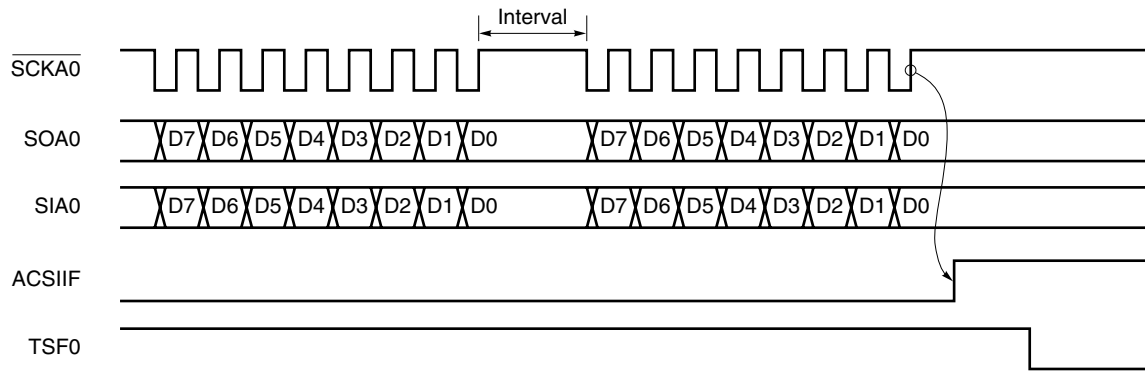 Interval
SCKA0
SOA0 D7 D6 D5 D4 D3 D2 D1 D0 D7 D6 D5 D4 D3 D2 D1 D0
SIA0 D7 D6 D5 D4 D3 D2 D1 D0 D7 D6 D5 D4 D3 D2 D1 D0
ACSIIF
TSF0